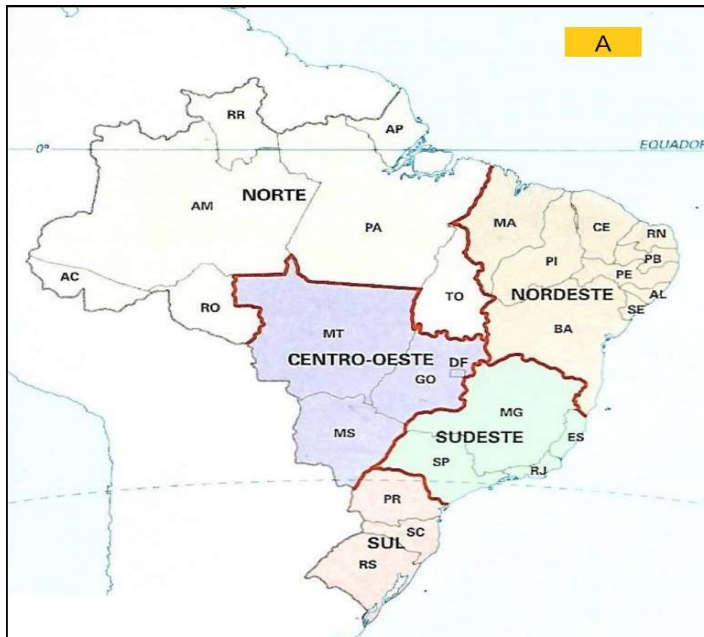 A
RR
AP
0°
EQUADOR
AM
NORTE
PA
MA
CE
RN
PI
PB
PE
AC
RO
TO
NORDESTE
AL
SE
BA
MT
CENTRO-OESTE
DF
GO
MG
MS
SUDESTE
ES
SP
RJ
PR
SC
SUL
RS